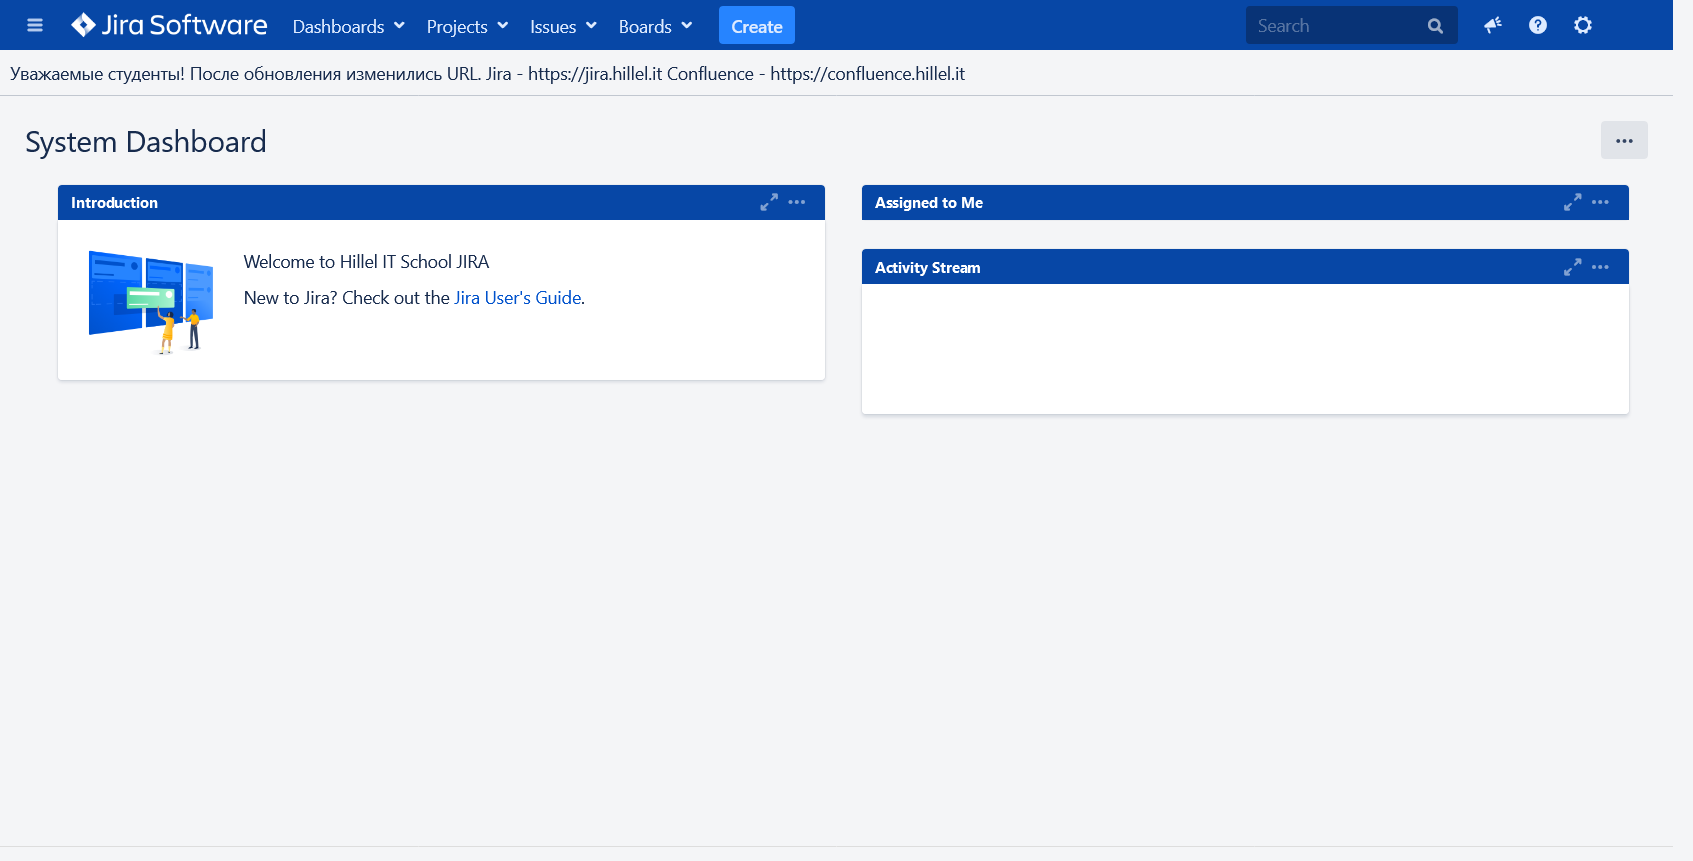 Jira Software Dashboards Projects Issues Boards Create Search
Уважаемые студенты! После обновления изменились URL. Jira - https://jira.hillel.it Confluence - https://confluence.hillel.it
System Dashboard
Introduction
Welcome to Hillel IT School JIRA
New to Jira? Check out the Jira User's Guide.
Assigned to Me
Activity Stream